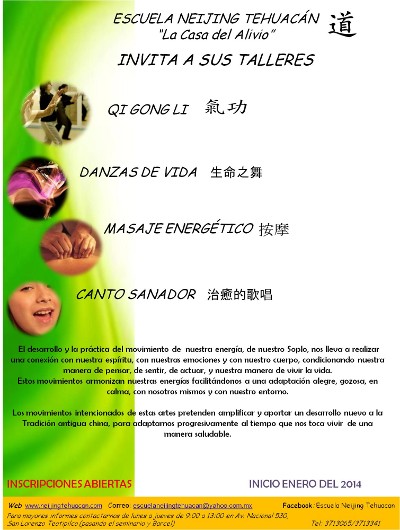 ESCUELA NEIJING TEHUACÁN 道
"La Casa del Alivio"
INVITA A SUS TALLERES
QI GONG LI 氣功
DANZAS DE VIDA 生命之舞
MASAJE ENERGÉTICO 按摩
CANTO SANADOR 治癒的歌唱
El desarrollo y la práctica del movimiento de nuestra energía, de nuestro Soplo, nos lleva a realizar
una conexión con nuestra espíritu, con nuestras emociones y con nuestro cuerpo, condicionando nuestra
manera de pensar, de sentir, de actuar, y nuestra manera de vivir la vida.
Estos movimientos armonizan nuestras energías facilitándonos a una adaptación alegre, gozosa, en
calma, con nosotros mismos y con nuestro entorno.
Los movimientos intencionados de estas artes pretenden amplificar y aportar un desarrollo nuevo a la
Tradición antigua china, para adaptarnos progresivamente al tiempo que nos toca vivir de una
manera saludable.
INSCRIPCIONES ABIERTAS INICIO ENERO DEL 2014
Web: www.neijingtehuacan.com Correo: escuelaneijingtehuacan@yahoo.com.mx Facebook: Escuela Neijing Tehuacan
Para mayores informes contactarnos de lunes a jueves de 9:00 a 13:00 en Av. Nacional 530,
San Lorenzo Teotipilco (pasando el seminario y Barcel) Tel: 3713065/3713341